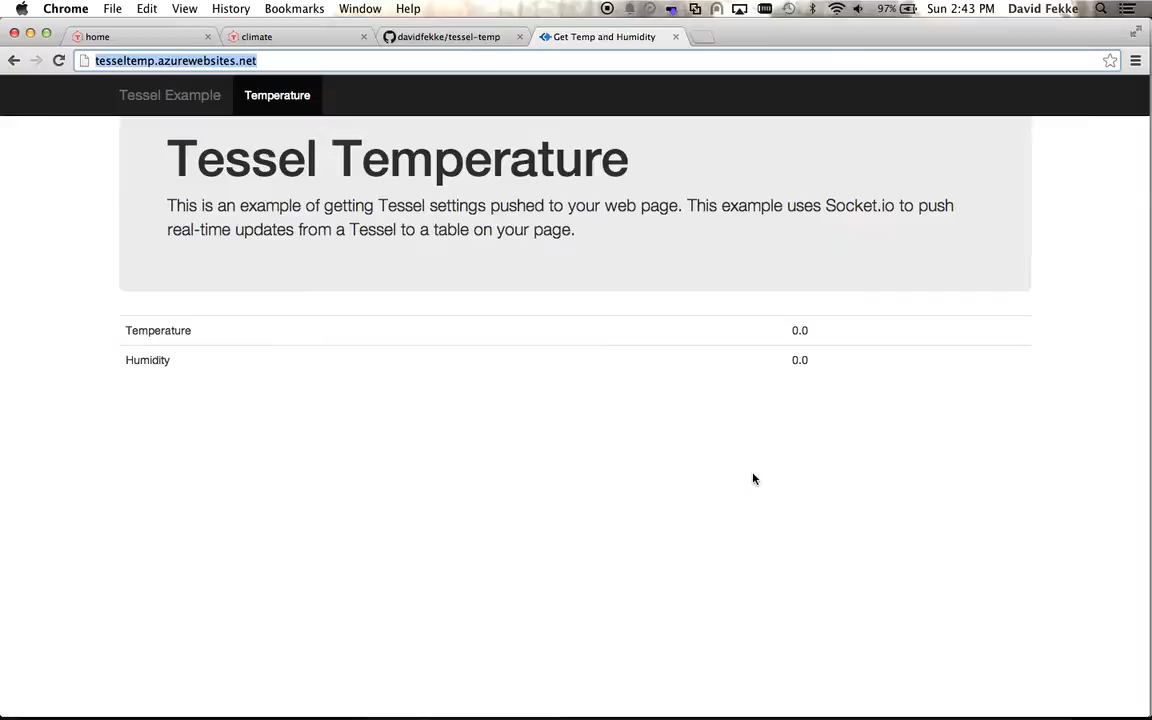 Chrome File Edit View History Bookmarks Window Help 97% Sun 2:43 PM David Fekke
home climate davidfekke/tessel-temp Get Temp and Humidity
tesseltemp.azurewebsites.net
Tessel Example Temperature
Tessel Temperature
This is an example of getting Tessel settings pushed to your web page. This example uses Socket.io to push
real-time updates from a Tessel to a table on your page.
Temperature 0.0
Humidity 0.0